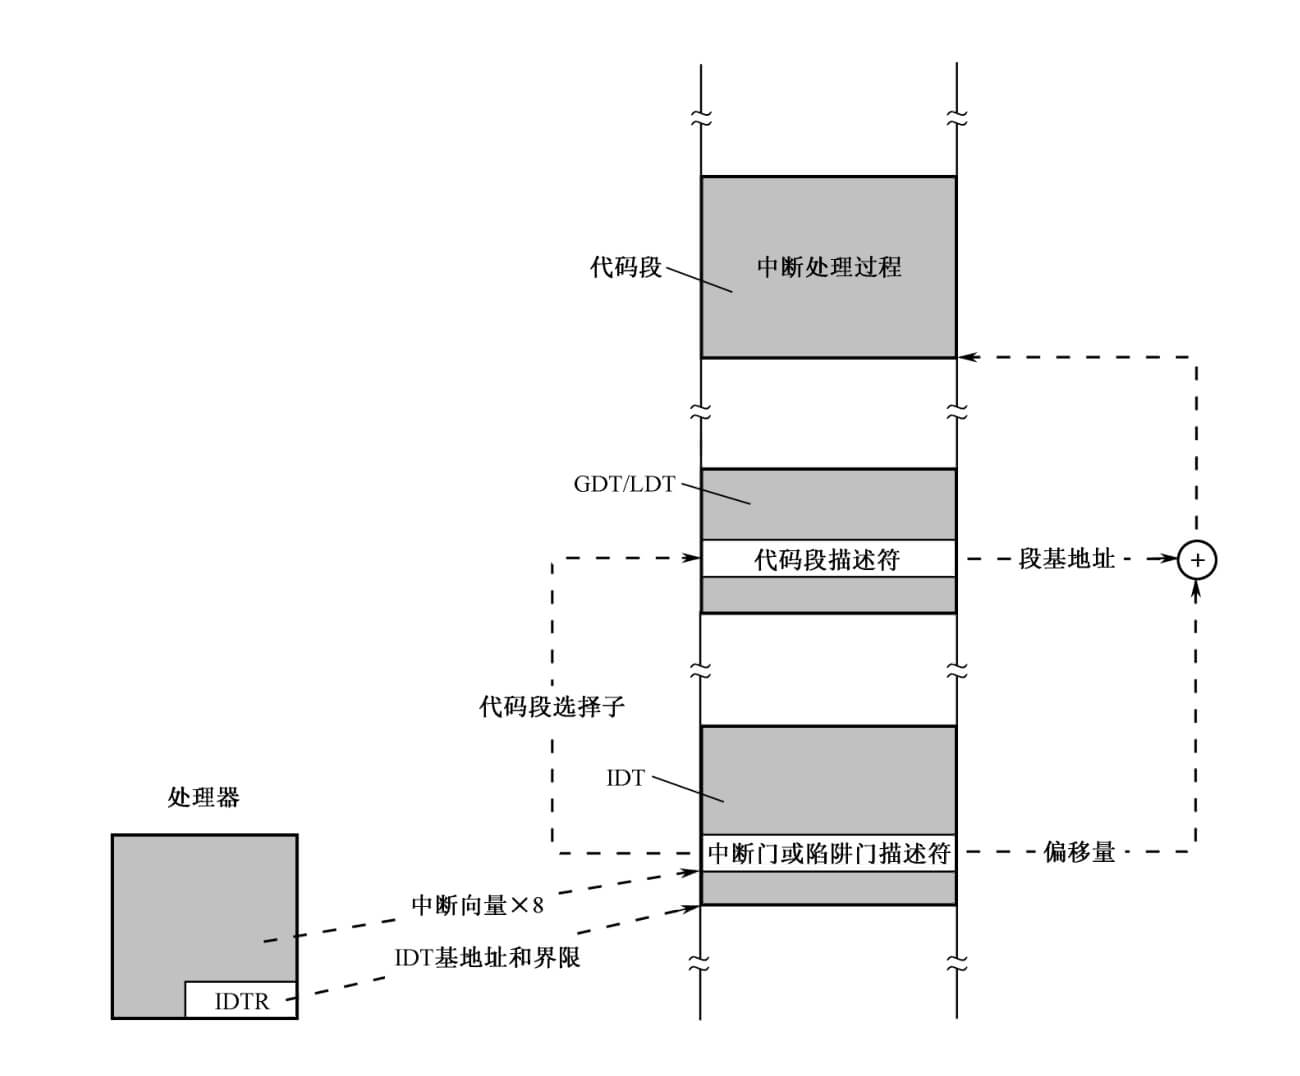 代码段
中断处理过程
GDT/LDT
代码段描述符
段基地址
+
代码段选择子
IDT
处理器
中断门或陷阱门描述符
偏移量
中断向量×8
IDT基地址和界限
IDTR